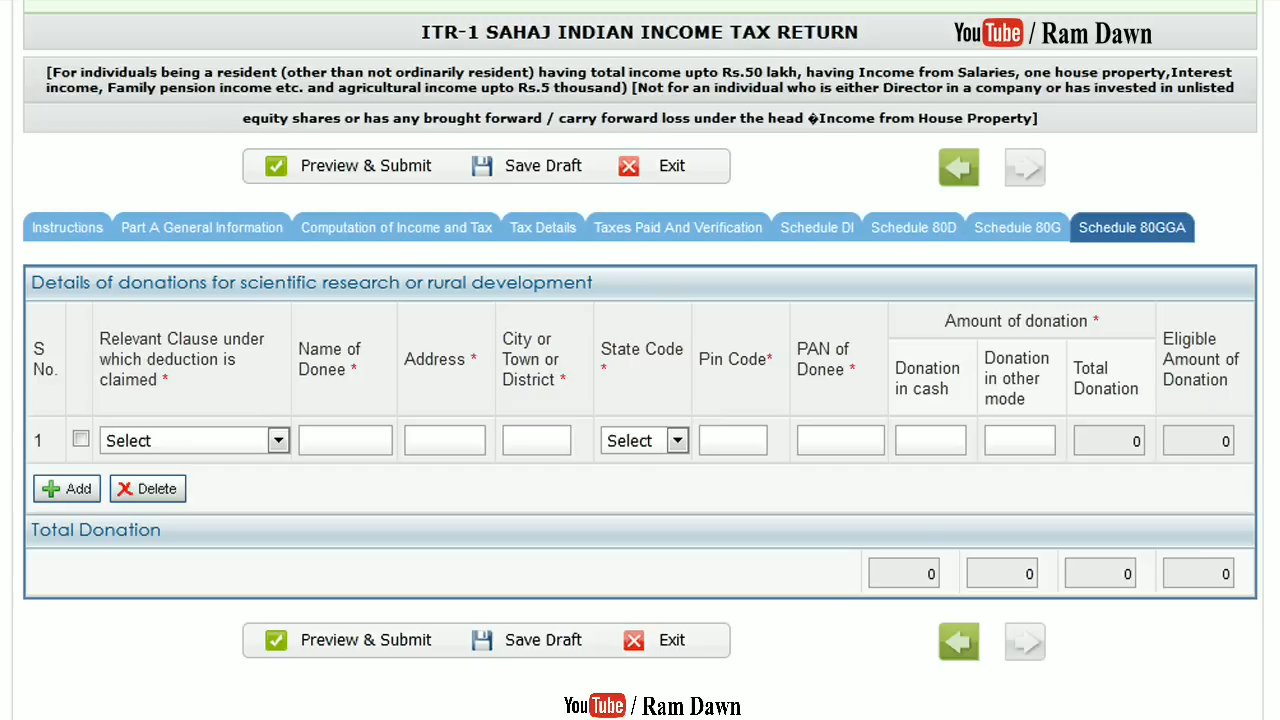 ITR-1 SAHAJ INDIAN INCOME TAX RETURN
YouTube / Ram Dawn
[For individuals being a resident (other than not ordinarily resident) having total income upto Rs.50 lakh, having Income from Salaries, one house property,Interest
income, Family pension income etc. and agricultural income upto Rs.5 thousand) [Not for an individual who is either Director in a company or has invested in unlisted
equity shares or has any brought forward / carry forward loss under the head �Income from House Property]
Preview & Submit Save Draft Exit
Instructions Part A General Information Computation of Income and Tax Tax Details Taxes Paid And Verification Schedule DI Schedule 80D Schedule 80G Schedule 80GGA
Details of donations for scientific research or rural development
S
No.
Relevant Clause under
which deduction is
claimed *
Name of
Donee *
Address *
City or
Town or
District *
State Code
*
Pin Code*
PAN of
Donee *
Amount of donation *
Donation
in cash
Donation
in other
mode
Total
Donation
Eligible
Amount of
Donation
1 Select Select 0 0
Add Delete
Total Donation
0 0 0 0
Preview & Submit Save Draft Exit
YouTube / Ram Dawn